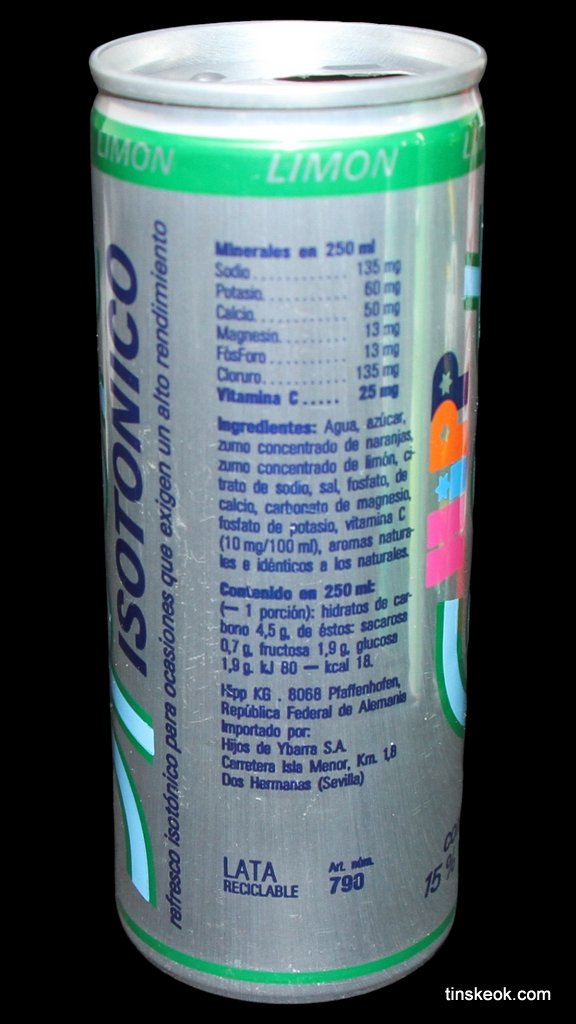 LIMON
LIMON
LI
ISOTONICO
refresco isotónico para ocasiones que exigen un alto rendimiento
Minerales en 250 ml
Sodio............... 135 mg
Potasio............. 60 mg
Calcio.............. 50 mg
Magnesio.......... 13 mg
FósForo............ 13 mg
Cloruro............. 135 mg
Vitamina C ..... 25 mg
Ingredientes: Agua, azúcar,
zumo concentrado de naranjas,
zumo concentrado de limón, ci-
trato de sodio, sal, fosfato, de
calcio, carbonato de magnesio,
fosfato de potasio, vitamina C
(10 mg/100 ml), aromas natura-
les e idénticos a los naturales.
Contenido en 250 ml:
(— 1 porción): hidratos de car-
bono 4,5 g, de éstos: sacarosa
0,7 g, fructosa 1,9 g, glucosa
1,9 g. kJ 80 — kcal 18.
Hipp KG . 8068 Pfaffenhofen,
República Federal de Alemania
Importado por:
Hijos de Ybarra S.A.
Carretera Isla Menor, Km. 1,8
Dos Hermanas (Sevilla)
LATA
RECICLABLE
Art. núm.
790
HiPP
15 %
tinskeok.com